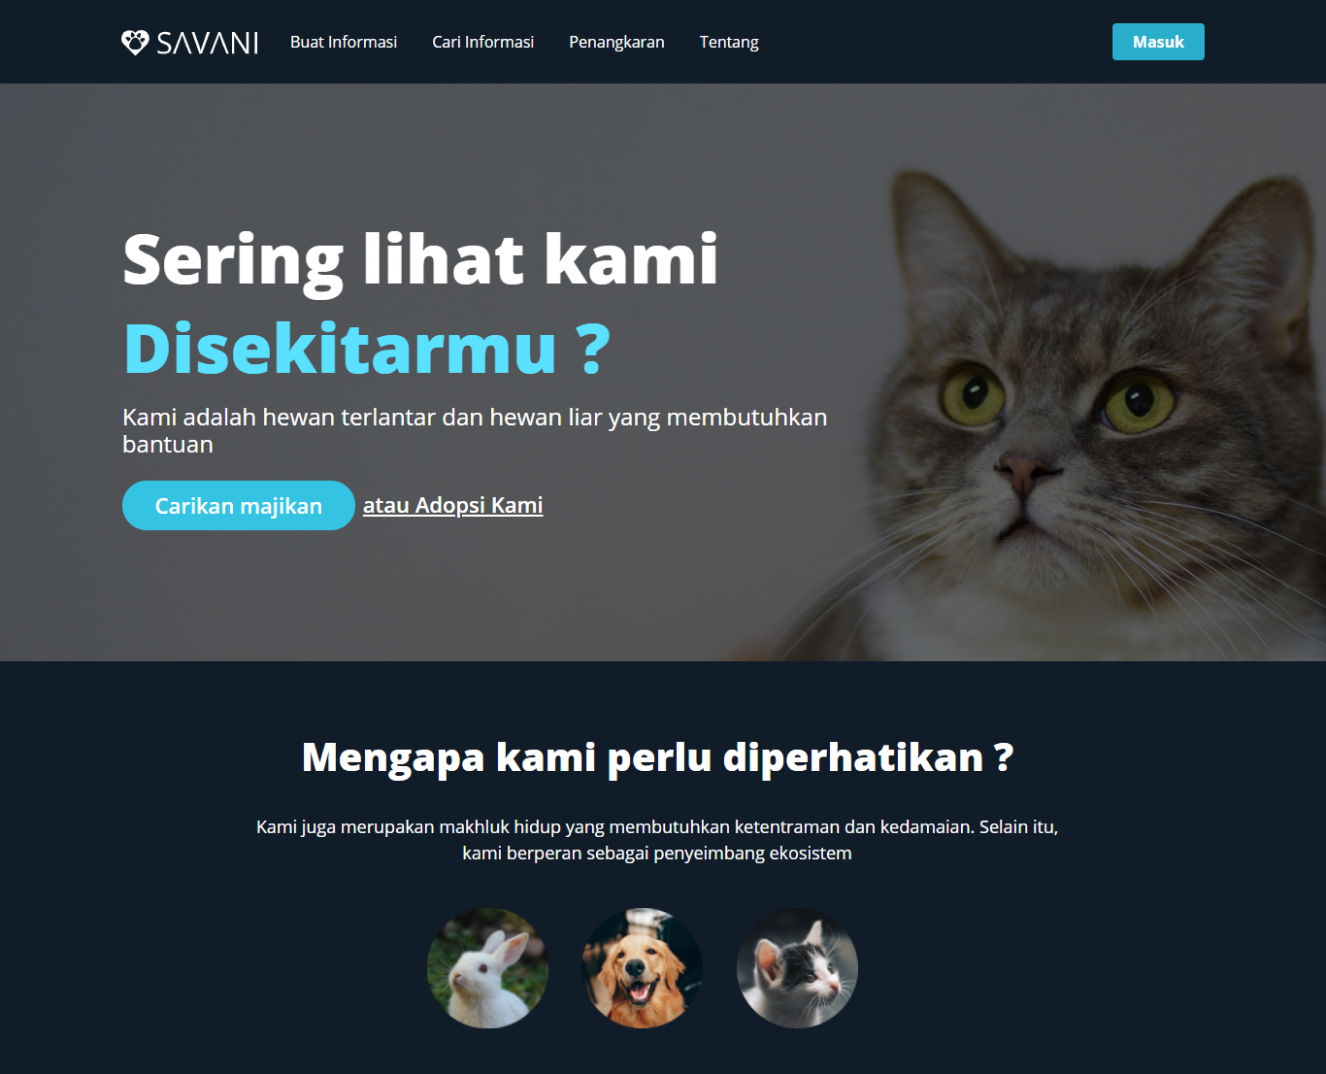 SAVANI
Buat Informasi
Cari Informasi
Penangkaran
Tentang
Masuk
Sering lihat kami
Disekitarmu ?
Kami adalah hewan terlantar dan hewan liar yang membutuhkan
bantuan
Carikan majikan
atau Adopsi Kami
Mengapa kami perlu diperhatikan ?
Kami juga merupakan makhluk hidup yang membutuhkan ketentraman dan kedamaian. Selain itu,
kami berperan sebagai penyeimbang ekosistem